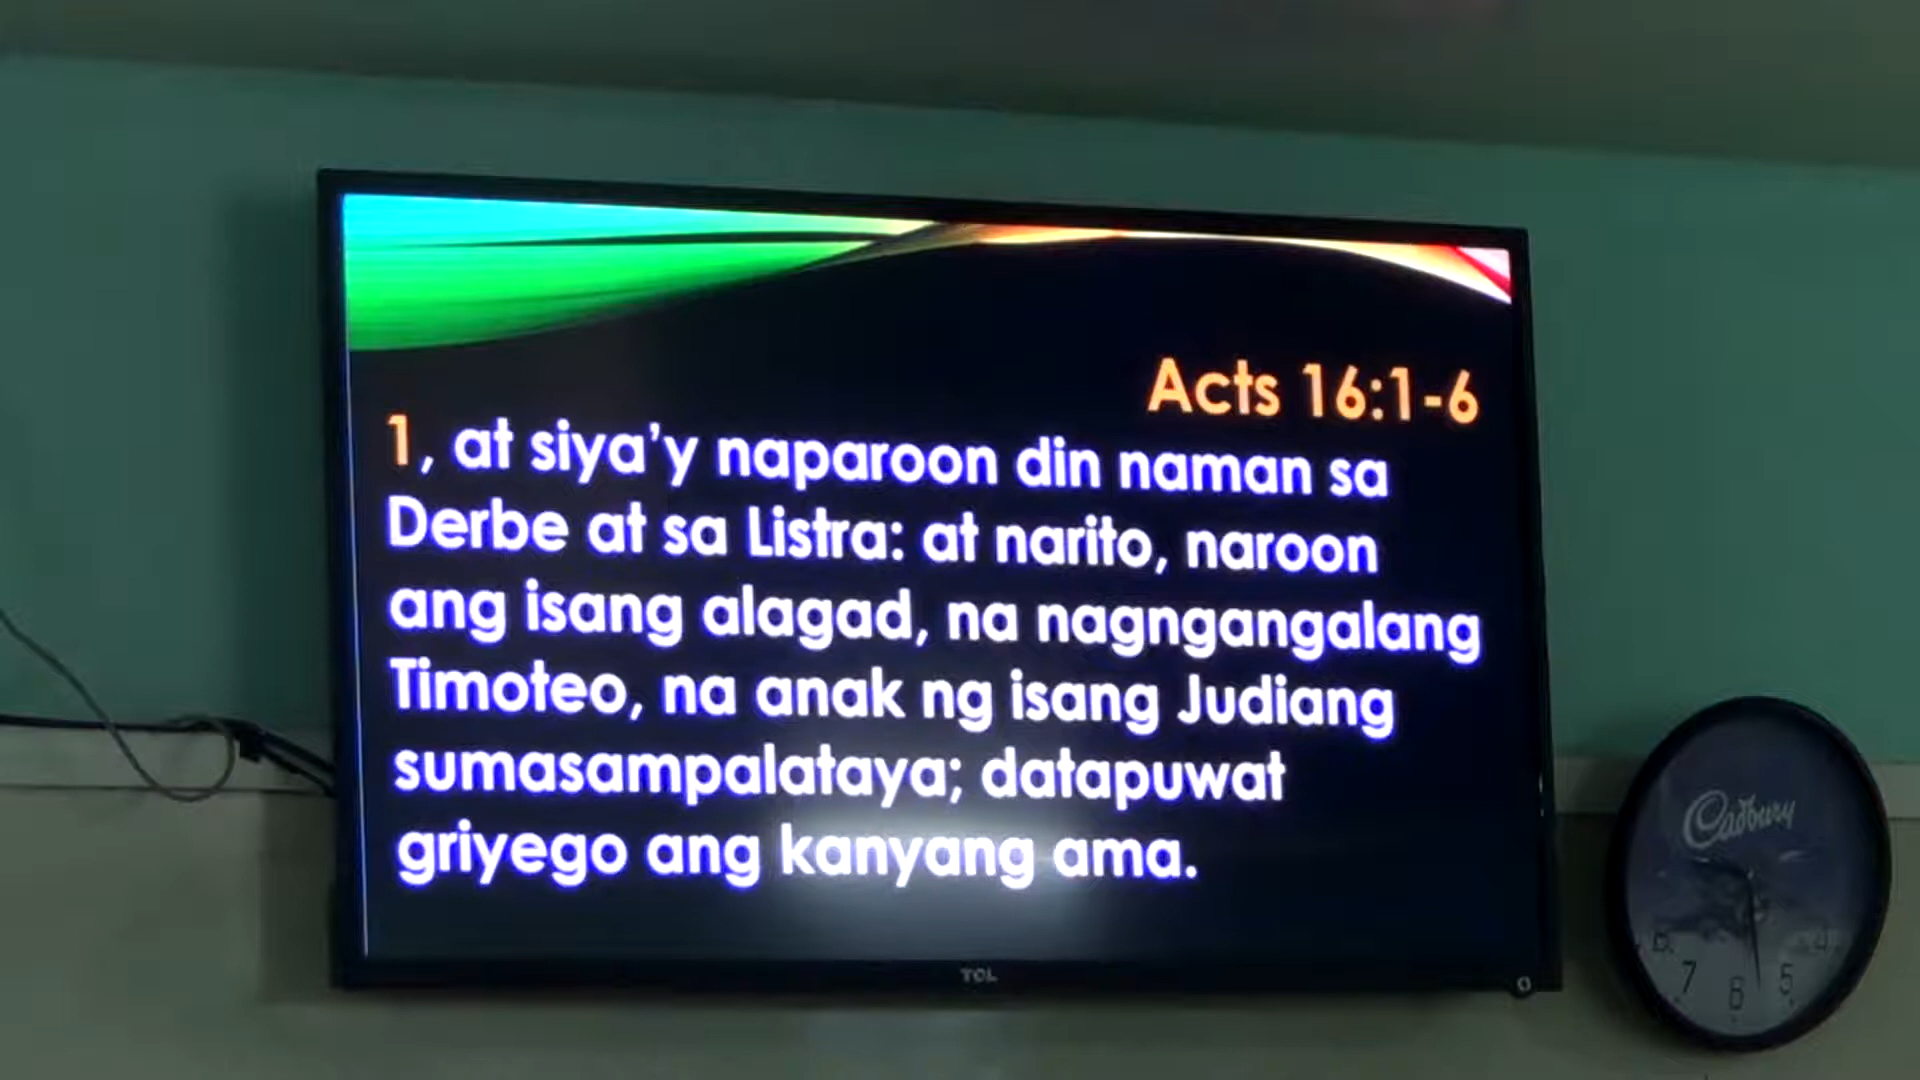 Acts 16:1-6
1, at siya'y naparoon din naman sa
Derbe at sa Listra: at narito, naroon
ang isang alagad, na nagngangalang
Timoteo, na anak ng isang Judiang
sumasampalataya; datapuwat
griyego ang kanyang ama.
TCL
Cadbury
4
5
6
7